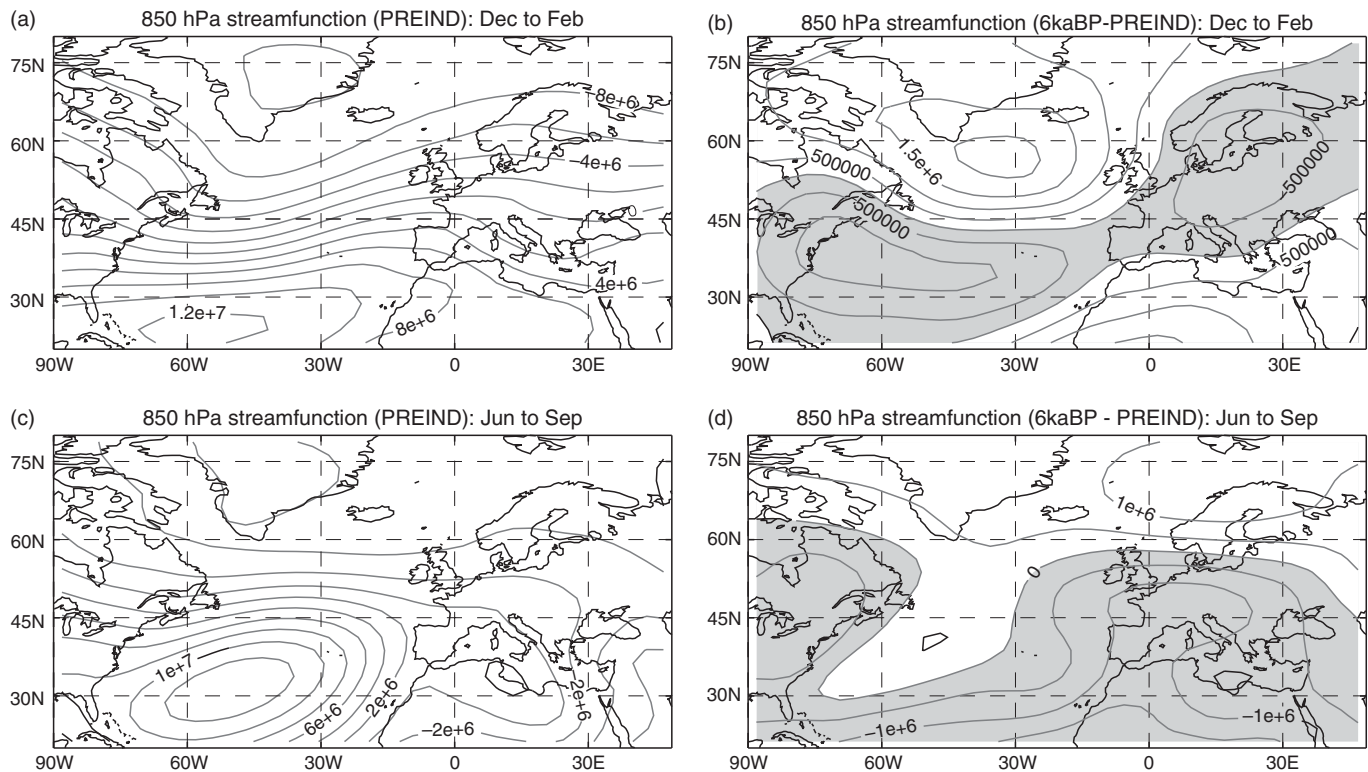 (a) 850 hPa streamfunction (PREIND): Dec to Feb
75N
60N
45N
30N
90W 60W 30W 0 30E
8e+6
-4e+6
0
4e+6
8e+6
1.2e+7
(b) 850 hPa streamfunction (6kaBP-PREIND): Dec to Feb
75N
60N
45N
30N
90W 60W 30W 0 30E
1.5e+6
500000
-500000
-500000
-500000
(c) 850 hPa streamfunction (PREIND): Jun to Sep
75N
60N
45N
30N
90W 60W 30W 0 30E
1e+7
6e+6
2e+6
−2e+6
−2e+6
(d) 850 hPa streamfunction (6kaBP - PREIND): Jun to Sep
75N
60N
45N
30N
90W 60W 30W 0 30E
1e+6
0
−1e+6
−1e+6